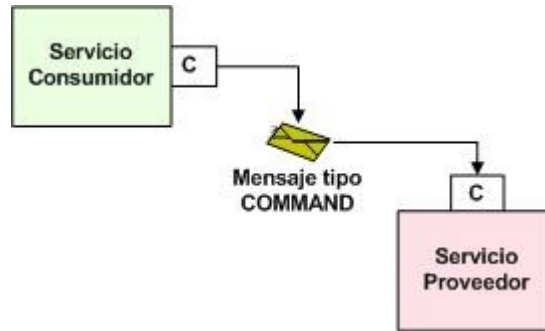 Servicio
Consumidor
C
Mensaje tipo
COMMAND
C
Servicio
Proveedor